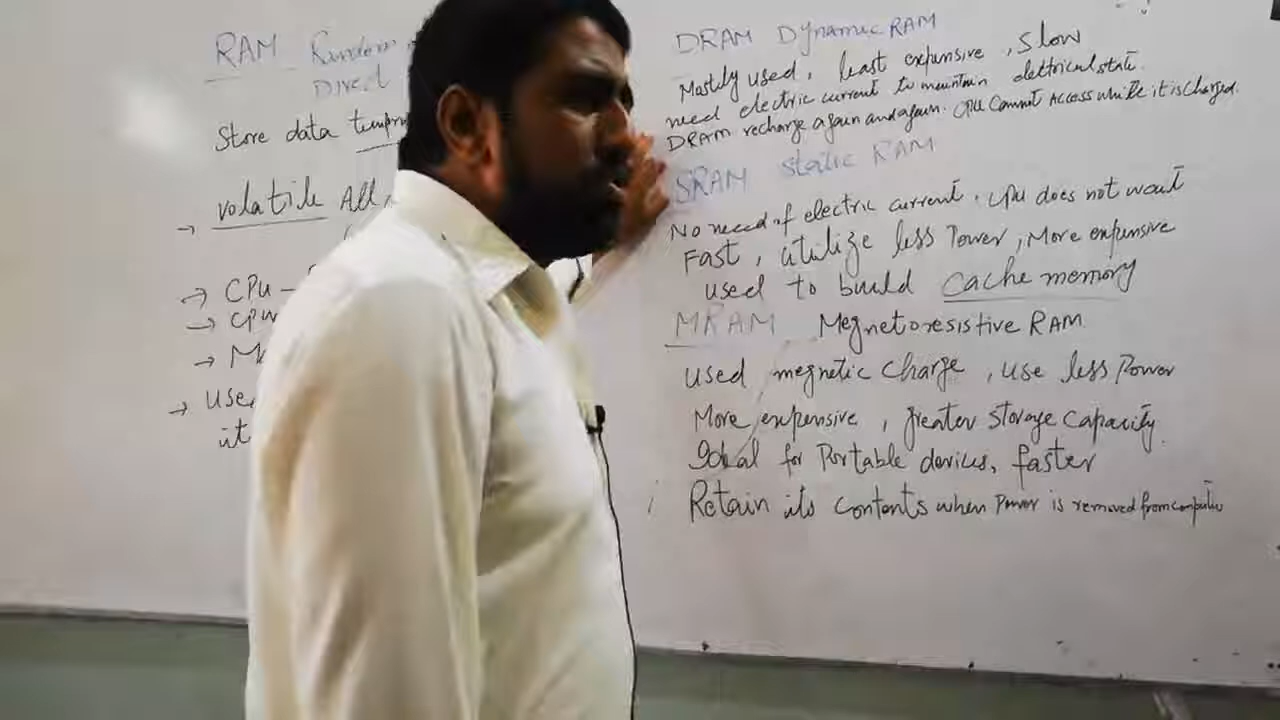 RAM Random
Direct
Store data
→ volatile All
→ CPU -
→ CPU
→ M
→ Use
it
DRAM Dynamic RAM
Mostly used, least expensive, slow
need electric current to maintain elettrical state.
DRAM recharge again and again. CPU Cannot Access while it is charged.
SRAM Static RAM
No need of electric current. CPU does not wait
Fast, utilize less Power, More expensive
used to build cache memory
MRAM Megnetoresistive RAM
used megnetic charge, use less Power
More expensive, greater storage capacity.
Ideal for Portable devices, faster
Retain its contents when Power is removed from